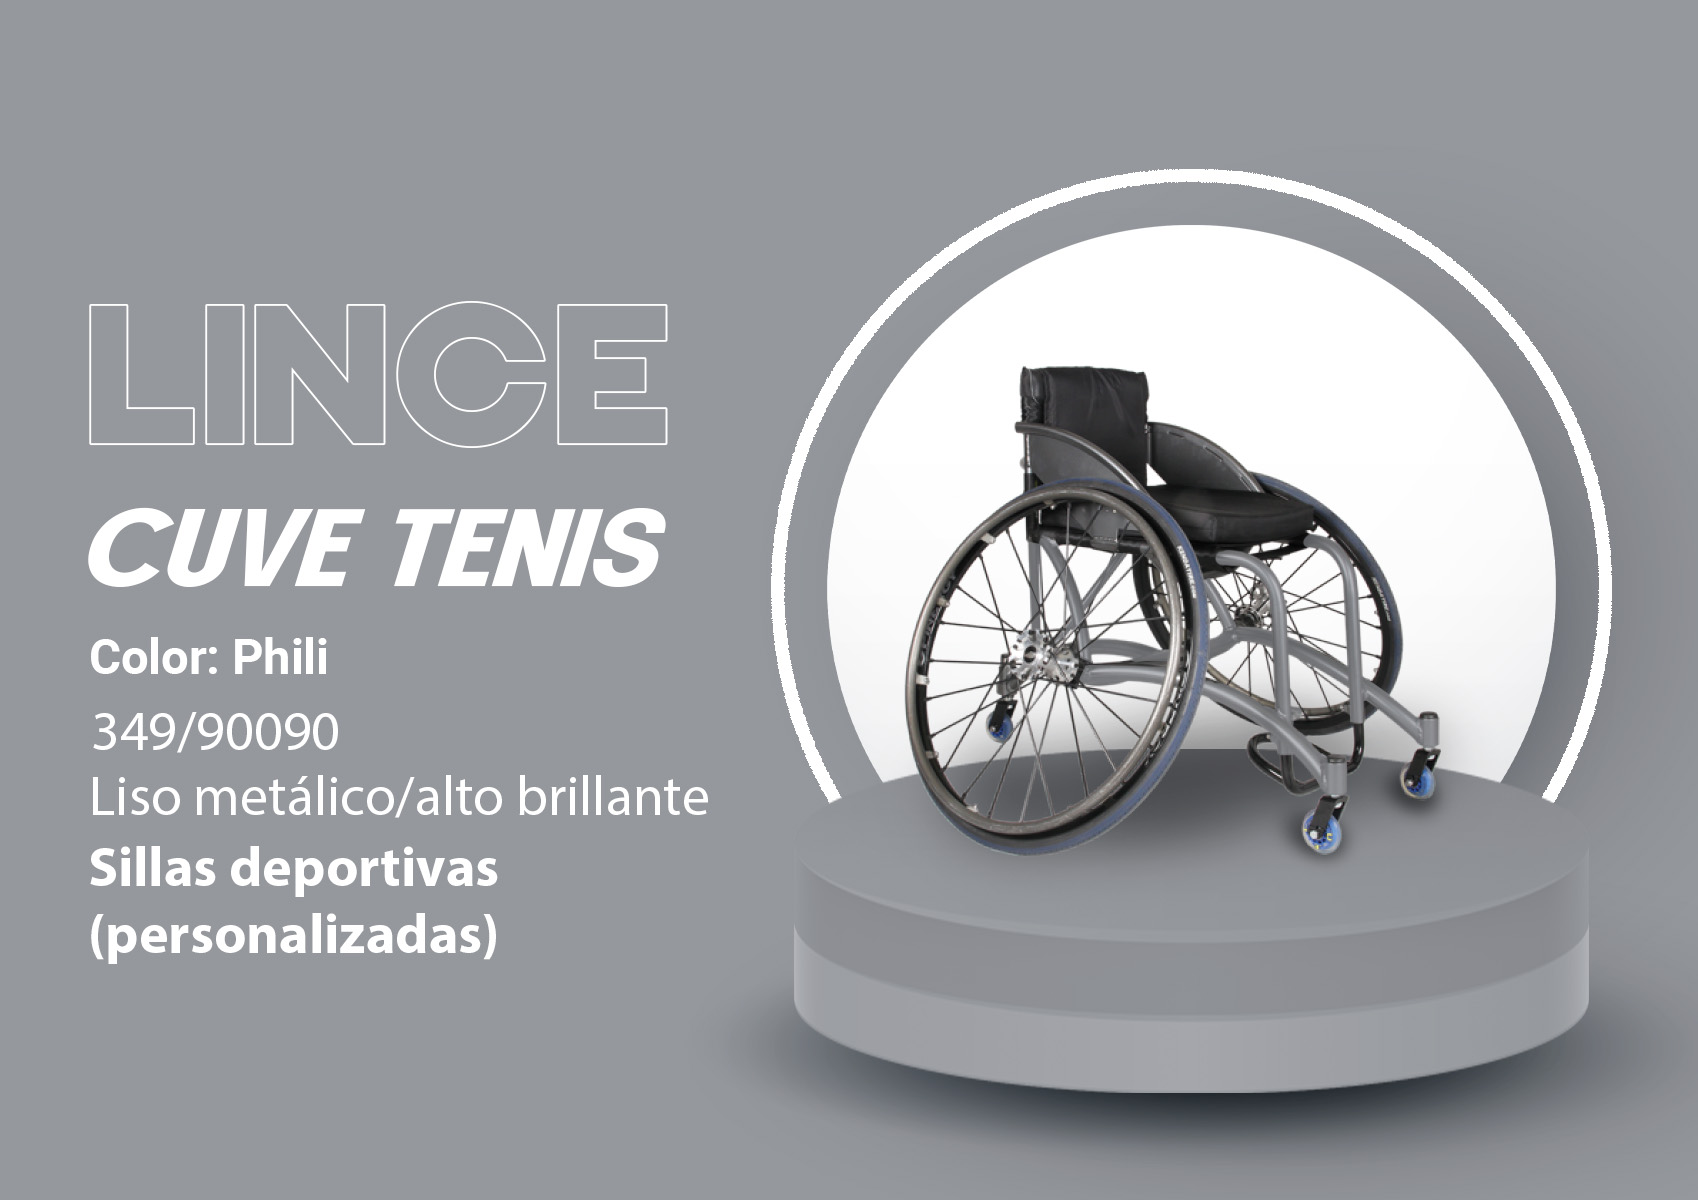 LINCE
CUVE TENIS
Color: Phili
349/90090
Liso metálico/alto brillante
Sillas deportivas
(personalizadas)